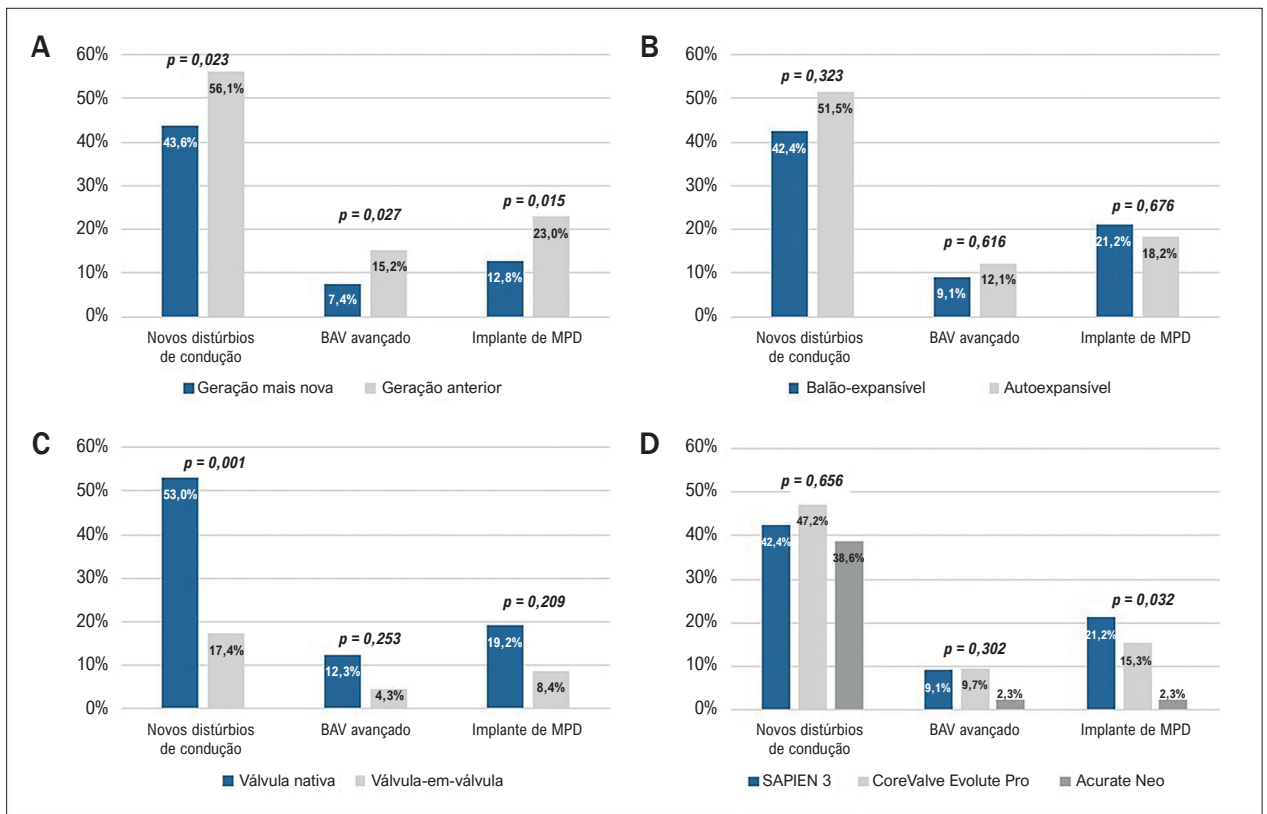 A
60%
50%
40%
30%
20%
10%
0%
p = 0,023
56,1%
43,6%
p = 0,027
15,2%
7,4%
p = 0,015
23,0%
12,8%
Novos distúrbios
de condução
BAV avançado
Implante de MPD
Geração mais nova
Geração anterior
B
60%
50%
40%
30%
20%
10%
0%
p = 0,323
51,5%
42,4%
p = 0,616
12,1%
9,1%
p = 0,676
21,2%
18,2%
Novos distúrbios
de condução
BAV avançado
Implante de MPD
Balão-expansível
Autoexpansível
C
60%
50%
40%
30%
20%
10%
0%
p = 0,001
53,0%
17,4%
p = 0,253
12,3%
4,3%
p = 0,209
19,2%
8,4%
Novos distúrbios
de condução
BAV avançado
Implante de MPD
Válvula nativa
Válvula-em-válvula
D
60%
50%
40%
30%
20%
10%
0%
p = 0,656
42,4%
47,2%
38,6%
p = 0,302
9,1%
9,7%
2,3%
p = 0,032
21,2%
15,3%
2,3%
Novos distúrbios
de condução
BAV avançado
Implante de MPD
SAPIEN 3
CoreValve Evolute Pro
Acurate Neo